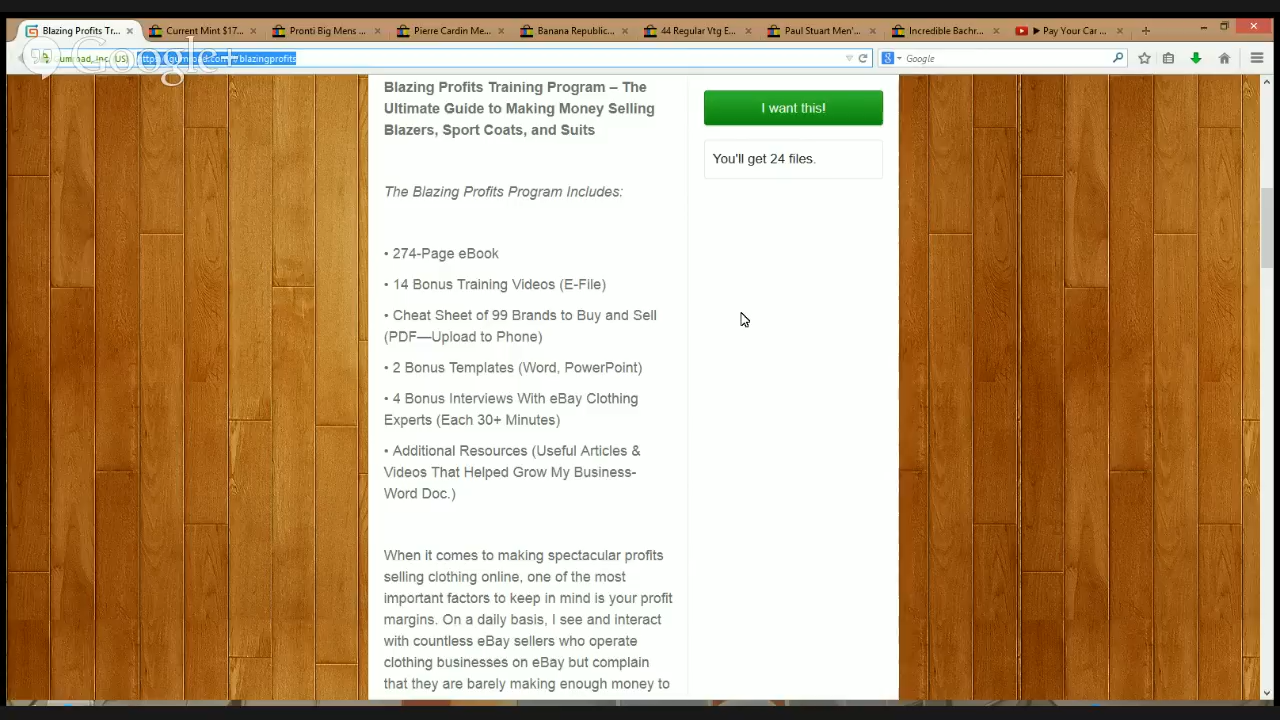 Blazing Profits Tr...
Current Mint $17...
Pronti Big Mens ...
Pierre Cardin Me...
Banana Republic...
44 Regular Vtg E...
Paul Stuart Men'...
Incredible Bachr...
▶ Pay Your Car ...
Google+
Google
Blazing Profits Training Program – The
Ultimate Guide to Making Money Selling
Blazers, Sport Coats, and Suits
I want this!
You'll get 24 files.
The Blazing Profits Program Includes:
• 274-Page eBook
• 14 Bonus Training Videos (E-File)
• Cheat Sheet of 99 Brands to Buy and Sell
(PDF—Upload to Phone)
• 2 Bonus Templates (Word, PowerPoint)
• 4 Bonus Interviews With eBay Clothing
Experts (Each 30+ Minutes)
• Additional Resources (Useful Articles &
Videos That Helped Grow My Business-
Word Doc.)
When it comes to making spectacular profits
selling clothing online, one of the most
important factors to keep in mind is your profit
margins. On a daily basis, I see and interact
with countless eBay sellers who operate
clothing businesses on eBay but complain
that they are barely making enough money to